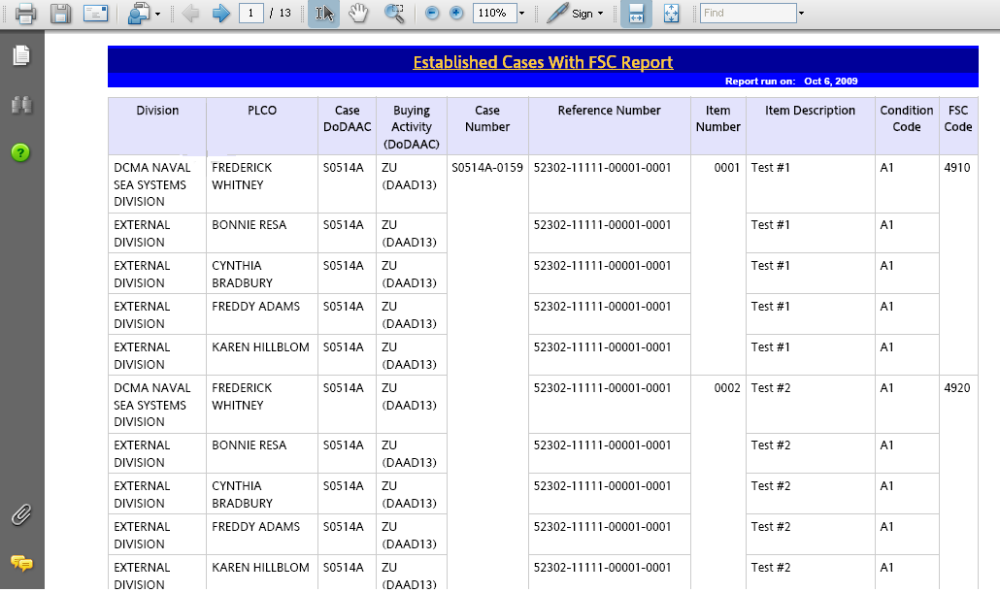 1 / 13 110% Sign Find
Established Cases With FSC Report
Report run on: Oct 6, 2009
Division PLCO Case DoDAAC Buying Activity (DoDAAC) Case Number Reference Number Item Number Item Description Condition Code FSC Code
DCMA NAVAL SEA SYSTEMS DIVISION FREDERICK WHITNEY S0514A ZU (DAAD13) S0514A-0159 52302-11111-00001-0001 0001 Test #1 A1 4910
EXTERNAL DIVISION BONNIE RESA S0514A ZU (DAAD13) 52302-11111-00001-0001 Test #1 A1
EXTERNAL DIVISION CYNTHIA BRADBURY S0514A ZU (DAAD13) 52302-11111-00001-0001 Test #1 A1
EXTERNAL DIVISION FREDDY ADAMS S0514A ZU (DAAD13) 52302-11111-00001-0001 Test #1 A1
EXTERNAL DIVISION KAREN HILLBLOM S0514A ZU (DAAD13) 52302-11111-00001-0001 Test #1 A1
DCMA NAVAL SEA SYSTEMS DIVISION FREDERICK WHITNEY S0514A ZU (DAAD13) 52302-11111-00001-0001 0002 Test #2 A1 4920
EXTERNAL DIVISION BONNIE RESA S0514A ZU (DAAD13) 52302-11111-00001-0001 Test #2 A1
EXTERNAL DIVISION CYNTHIA BRADBURY S0514A ZU (DAAD13) 52302-11111-00001-0001 Test #2 A1
EXTERNAL DIVISION FREDDY ADAMS S0514A ZU (DAAD13) 52302-11111-00001-0001 Test #2 A1
EXTERNAL DIVISION KAREN HILLBLOM S0514A ZU (DAAD13) 52302-11111-00001-0001 Test #2 A1